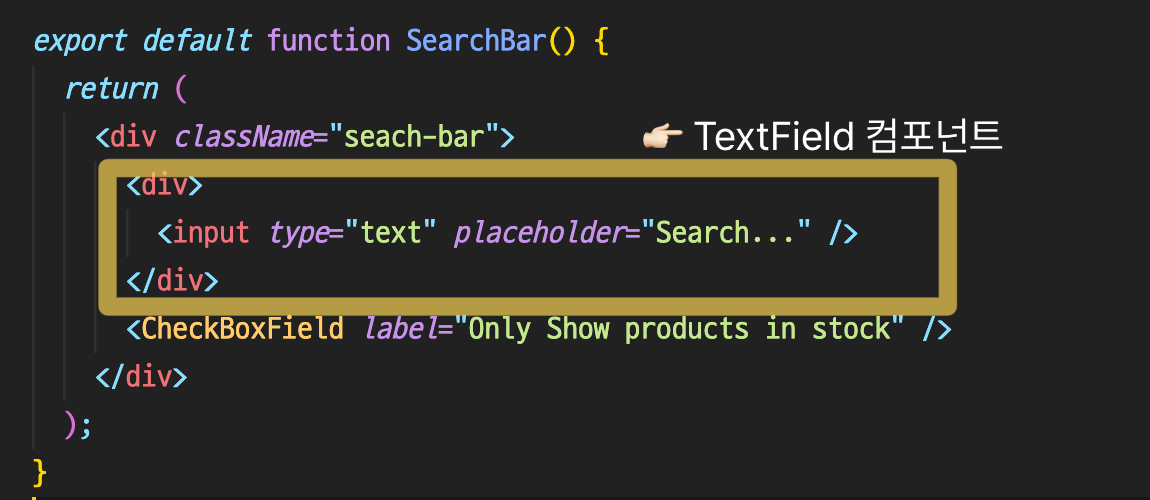 export default function SearchBar() {
return (
<div className="seach-bar">
👉🏻 TextField 컴포넌트
<div>
<input type="text" placeholder="Search..." />
</div>
<CheckBoxField label="Only Show products in stock" />
</div>
);
}